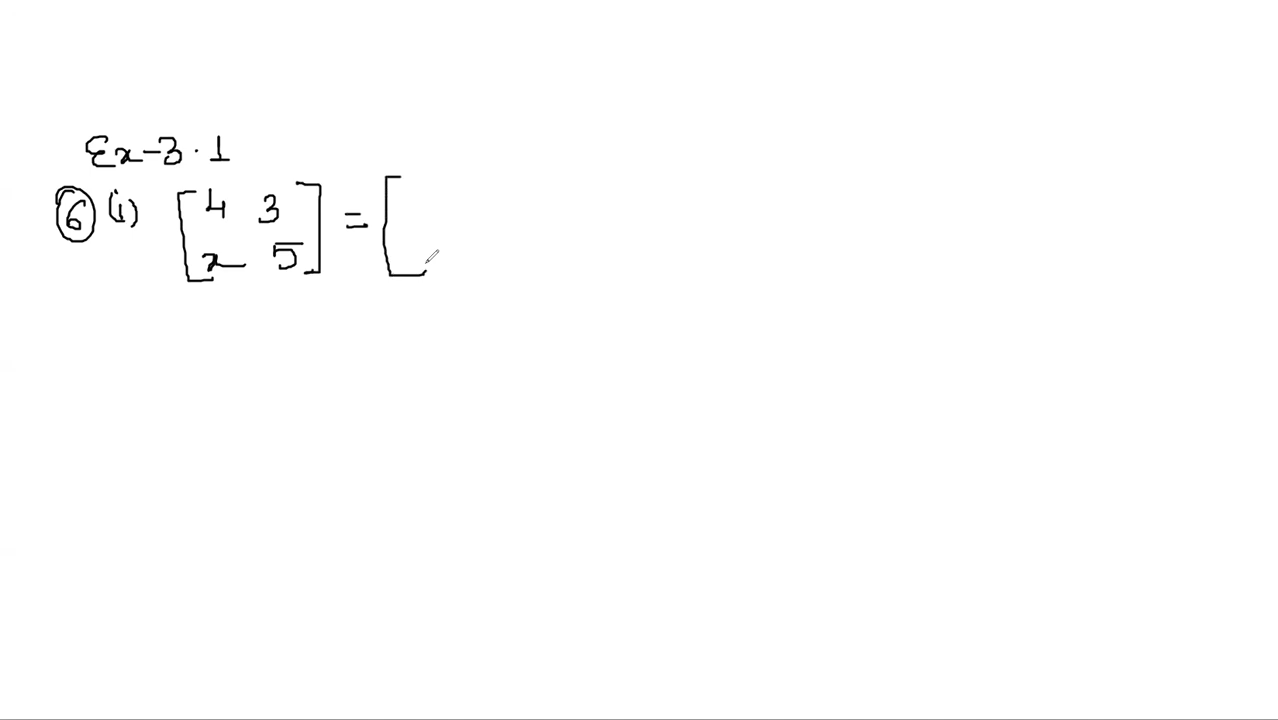 Ex-3.1
6 (i) [4 3
x 5] = [